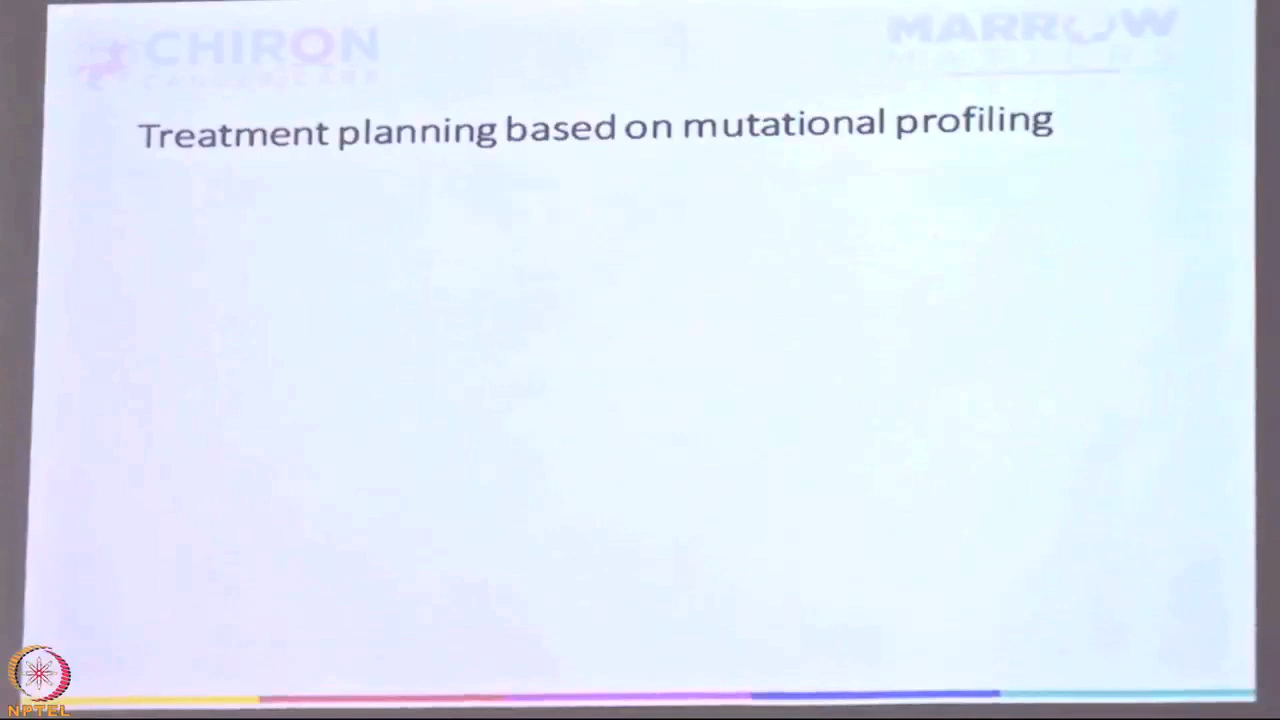 CHIRON
MARROW
Treatment planning based on mutational profiling
NPTEL